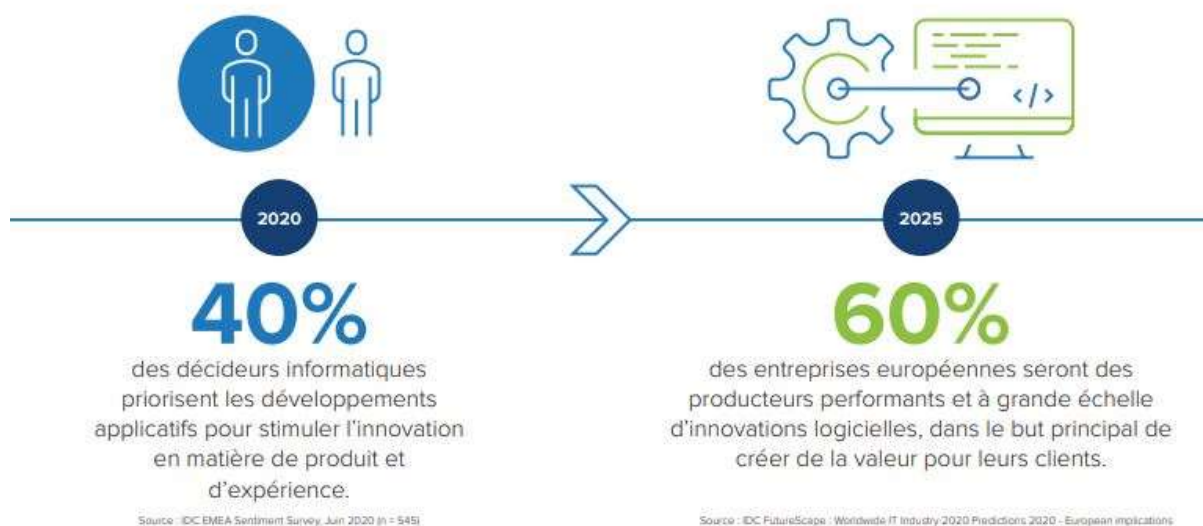 </>
2020
2025
40%
des décideurs informatiques
priorisent les développements
applicatifs pour stimuler l'innovation
en matière de produit et
d'expérience.
Source : IDC EMEA Sentiment Survey, Juin 2020 (n = 545)
60%
des entreprises européennes seront des
producteurs performants et à grande échelle
d'innovations logicielles, dans le but principal de
créer de la valeur pour leurs clients.
Source : IDC FutureScape : Worldwide IT Industry 2020 Predictions 2020 - European implications